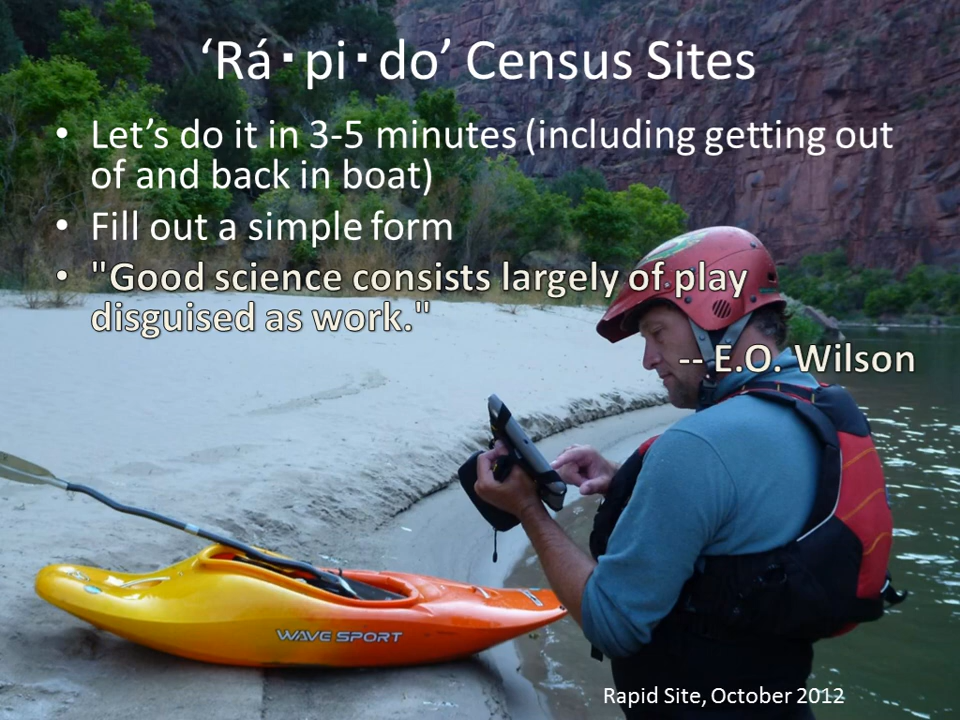 ‘Rá▪pi▪do’ Census Sites
• Let’s do it in 3-5 minutes (including getting out
of and back in boat)
• Fill out a simple form
• "Good science consists largely of play
disguised as work."
-- E.O. Wilson
WAVE SPORT
Rapid Site, October 2012